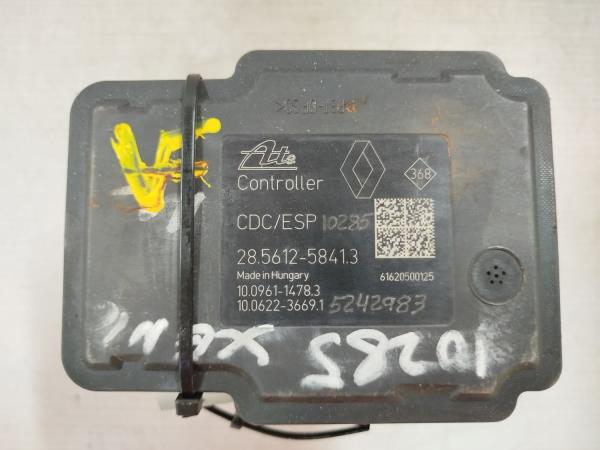 Ate
368
Controller
CDC/ESP 10285
28.5612-5841.3
Made in Hungary
61620500125
10.0961-1478.3
10.0622-3669.1 5242983
10285 XENI